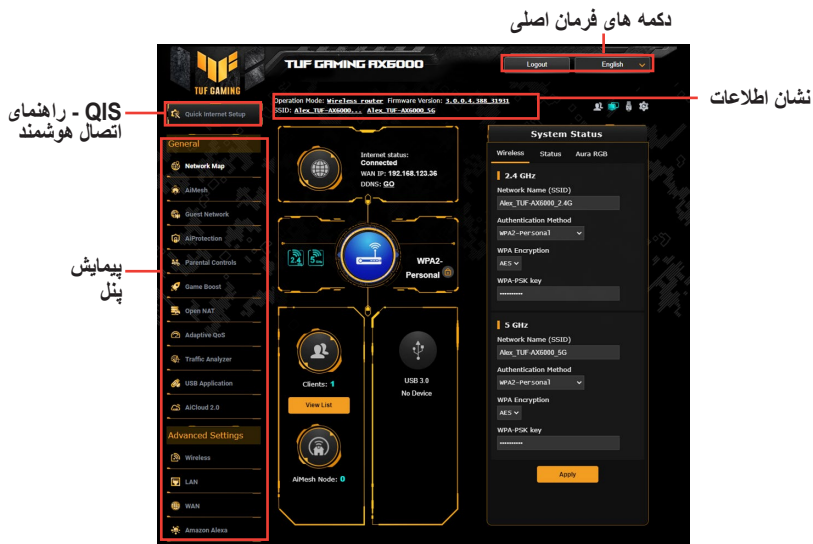 دکمه های فرمان اصلی
نشان اطلاعات
QIS - راهنمای
اتصال هوشمند
پیمایش
پنل
TUF GAMING
TUF GAMING AX6000
Logout
English
Quick Internet Setup
Operation Mode: Wireless router Firmware Version: 3.0.0.4.388_31931
SSID: Alex_TUF-AX6000... Alex_TUF-AX6000_5G
General
Network Map
AiMesh
Guest Network
AiProtection
Parental Controls
Game Boost
Open NAT
Adaptive QoS
Traffic Analyzer
USB Application
AiCloud 2.0
Advanced Settings
Wireless
LAN
WAN
Amazon Alexa
Internet status:
Connected
WAN IP: 192.168.123.36
DDNS: GO
2.4 GHz
5 GHz
WPA2-
Personal
Clients: 1
View List
AiMesh Node: 0
USB 3.0
No Device
System Status
Wireless Status Aura RGB
2.4 GHz
Network Name (SSID)
Alex_TUF-AX6000_2.4G
Authentication Method
WPA2-Personal
WPA Encryption
AES
WPA-PSK key
••••••••••
5 GHz
Network Name (SSID)
Alex_TUF-AX6000_5G
Authentication Method
WPA2-Personal
WPA Encryption
AES
WPA-PSK key
••••••••••
Apply